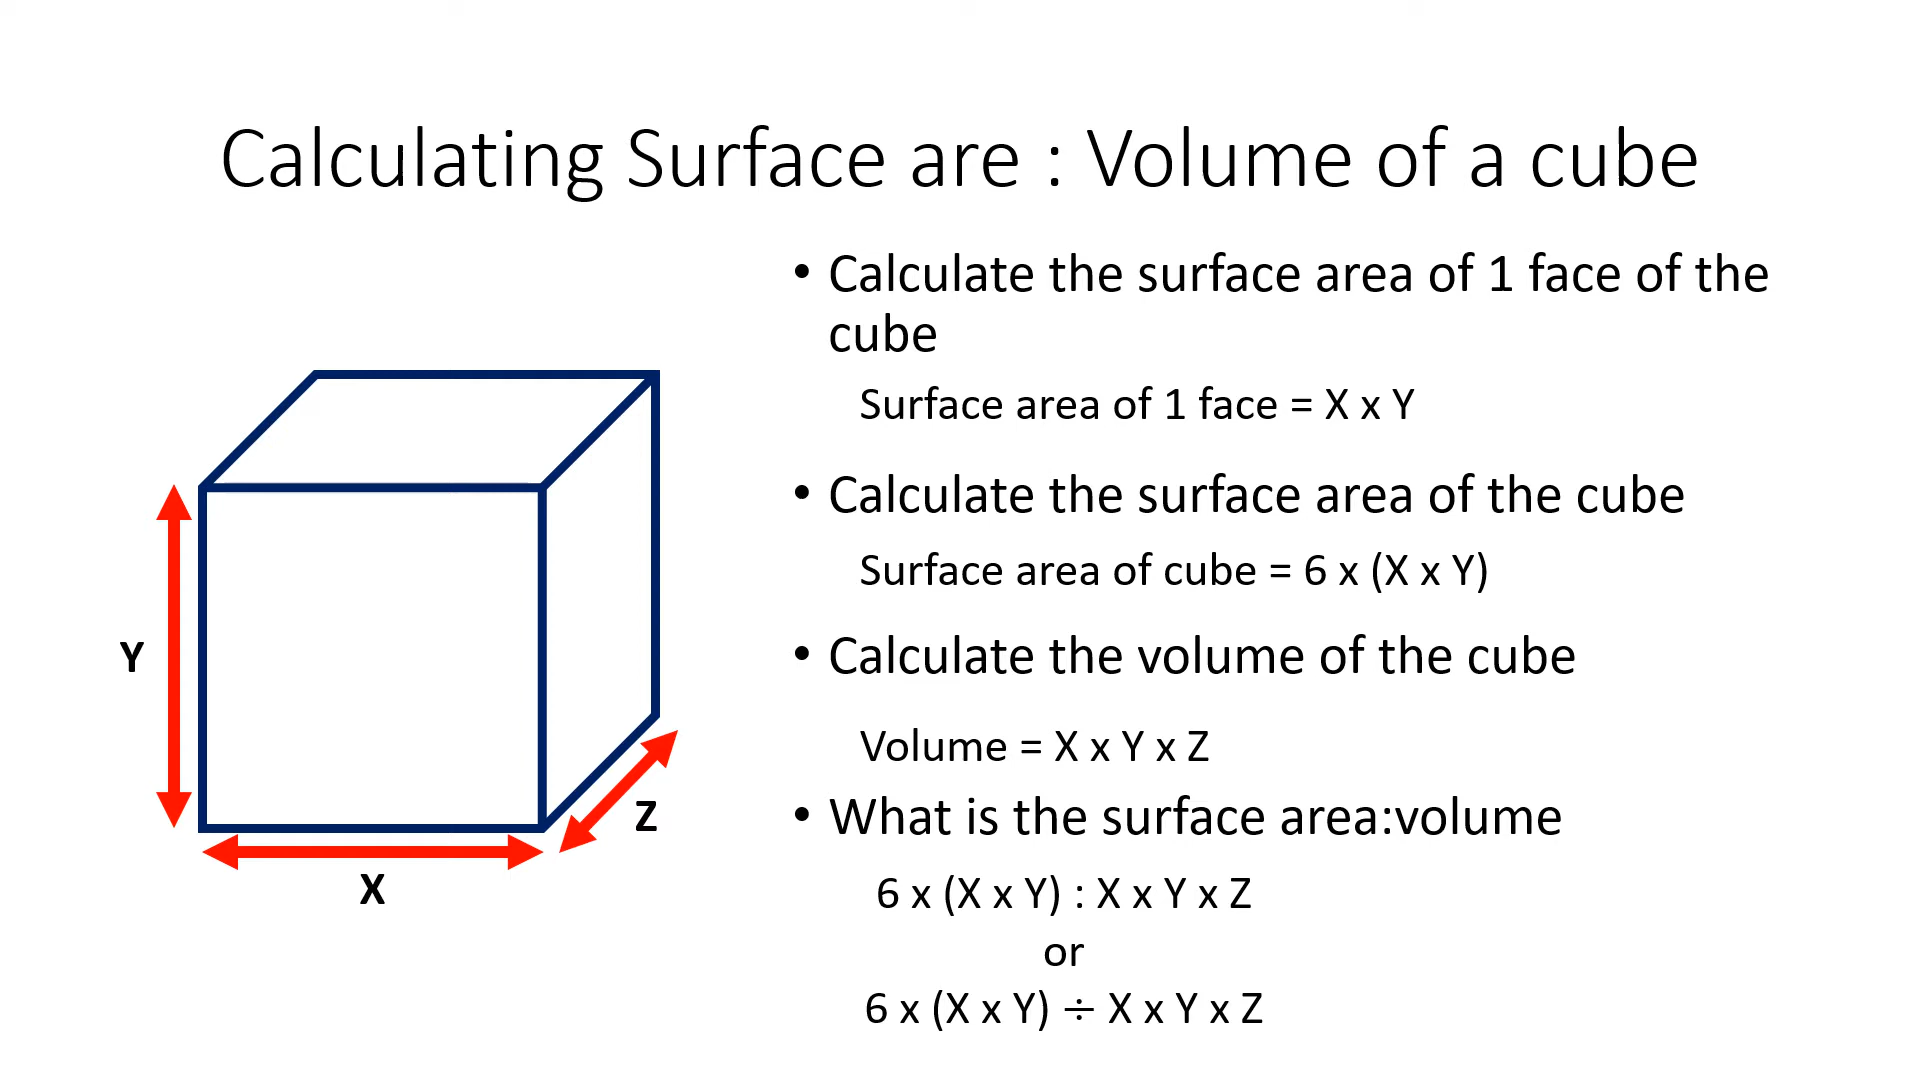 Calculating Surface are : Volume of a cube
• Calculate the surface area of 1 face of the
cube
Surface area of 1 face = X x Y
• Calculate the surface area of the cube
Surface area of cube = 6 x (X x Y)
• Calculate the volume of the cube
Volume = X x Y x Z
• What is the surface area:volume
6 x (X x Y) : X x Y x Z
or
6 x (X x Y) ÷ X x Y x Z
Y
Z
X